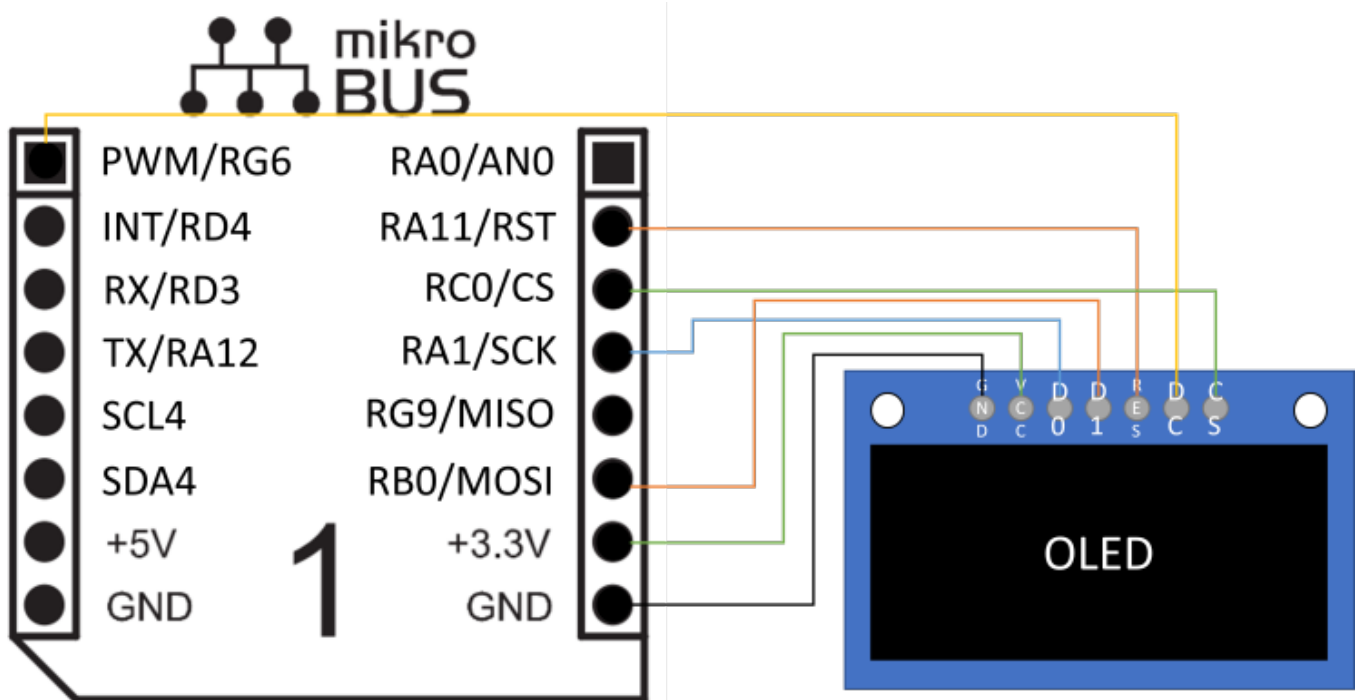 mikro
BUS
PWM/RG6 RA0/AN0
INT/RD4 RA11/RST
RX/RD3 RC0/CS
TX/RA12 RA1/SCK
SCL4 RG9/MISO
SDA4 RB0/MOSI
+5V +3.3V
GND GND
1
GND VCC D0 D1 RES DC CS
OLED